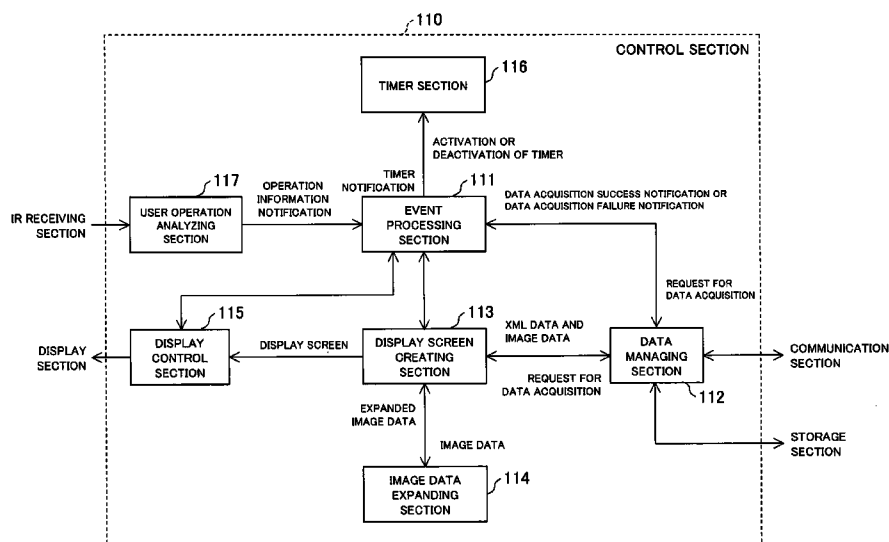 110
CONTROL SECTION
116
TIMER SECTION
ACTIVATION OR
DEACTIVATION OF TIMER
TIMER
NOTIFICATION
117
OPERATION
INFORMATION
NOTIFICATION
111
DATA ACQUISITION SUCCESS NOTIFICATION OR
DATA ACQUISITION FAILURE NOTIFICATION
IR RECEIVING
SECTION
USER OPERATION
ANALYZING
SECTION
EVENT
PROCESSING
SECTION
REQUEST FOR
DATA ACQUISITION
115
113
XML DATA AND
IMAGE DATA
DISPLAY
SECTION
DISPLAY
CONTROL
SECTION
DISPLAY SCREEN
DISPLAY SCREEN
CREATING
SECTION
DATA
MANAGING
SECTION
COMMUNICATION
SECTION
REQUEST FOR
DATA ACQUISITION
112
EXPANDED
IMAGE DATA
IMAGE DATA
STORAGE
SECTION
IMAGE DATA
EXPANDING
SECTION
114